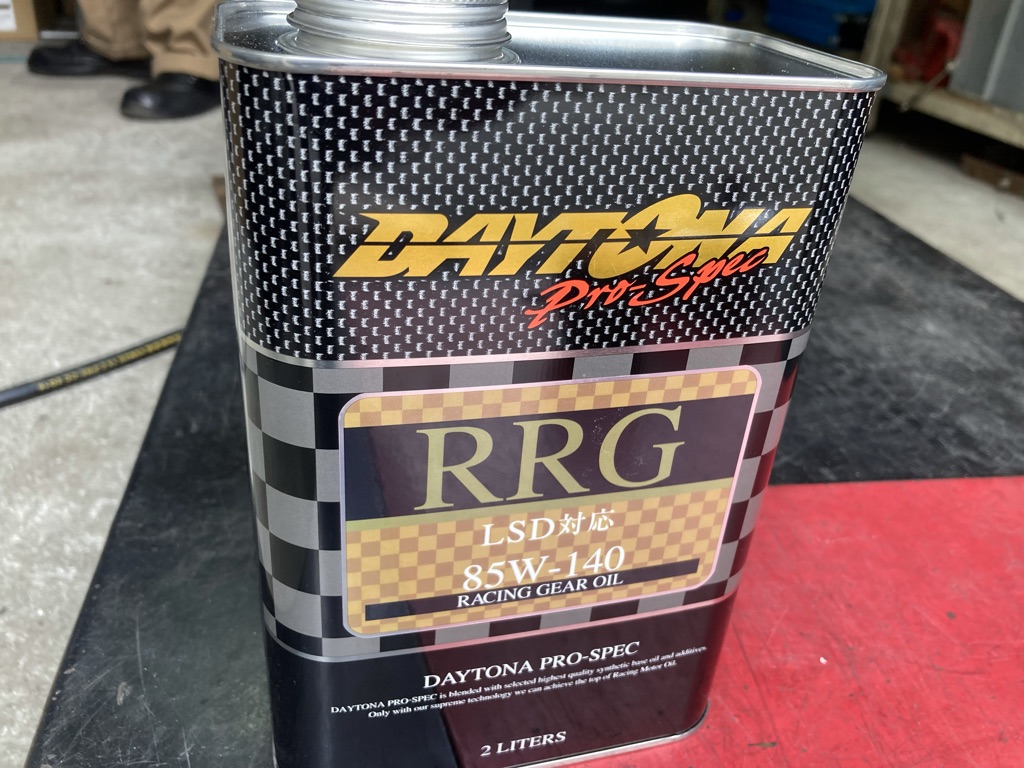 DAYTONA
Pro-Spec
RRG
LSD対応
85W-140
RACING GEAR OIL
DAYTONA PRO-SPEC
DAYTONA PRO-SPEC is blended with selected highest quality synthetic base oil and additives.
Only with our supreme technology we can achieve the top of Racing Motor Oil.
2 LITERS